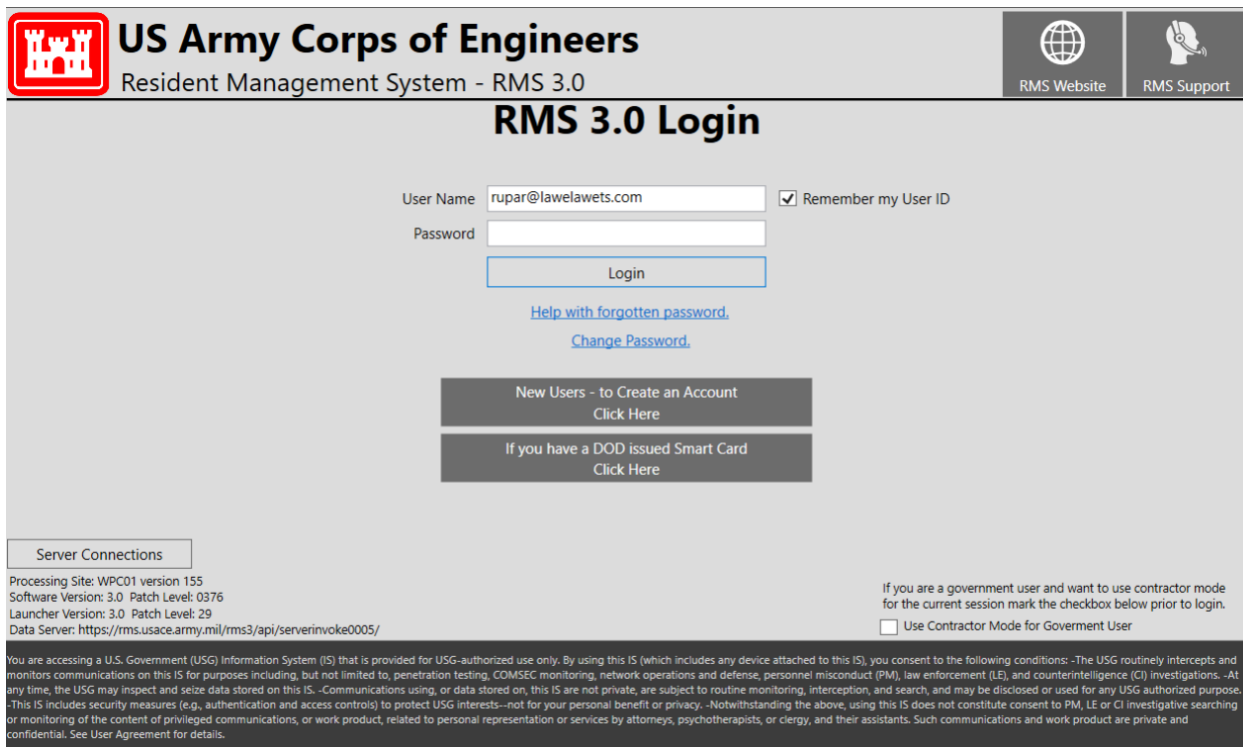 US Army Corps of Engineers
Resident Management System - RMS 3.0
RMS Website
RMS Support
RMS 3.0 Login
User Name rupar@lawelawets.com Remember my User ID
Password
Login
Help with forgotten password.
Change Password.
New Users - to Create an Account
Click Here
If you have a DOD issued Smart Card
Click Here
Server Connections
Processing Site: WPC01 version 155
Software Version: 3.0 Patch Level: 0376
Launcher Version: 3.0 Patch Level: 29
Data Server: https://rms.usace.army.mil/rms3/api/serverinvoke0005/
If you are a government user and want to use contractor mode
for the current session mark the checkbox below prior to login.
Use Contractor Mode for Goverment User
You are accessing a U.S. Government (USG) Information System (IS) that is provided for USG-authorized use only. By using this IS (which includes any device attached to this IS), you consent to the following conditions: -The USG routinely intercepts and
monitors communications on this IS for purposes including, but not limited to, penetration testing, COMSEC monitoring, network operations and defense, personnel misconduct (PM), law enforcement (LE), and counterintelligence (CI) investigations. -At
any time, the USG may inspect and seize data stored on this IS. -Communications using, or data stored on, this IS are not private, are subject to routine monitoring, interception, and search, and may be disclosed or used for any USG authorized purpose.
-This IS includes security measures (e.g., authentication and access controls) to protect USG interests--not for your personal benefit or privacy. -Notwithstanding the above, using this IS does not constitute consent to PM, LE or CI investigative searching
or monitoring of the content of privileged communications, or work product, related to personal representation or services by attorneys, psychotherapists, or clergy, and their assistants. Such communications and work product are private and
confidential. See User Agreement for details.